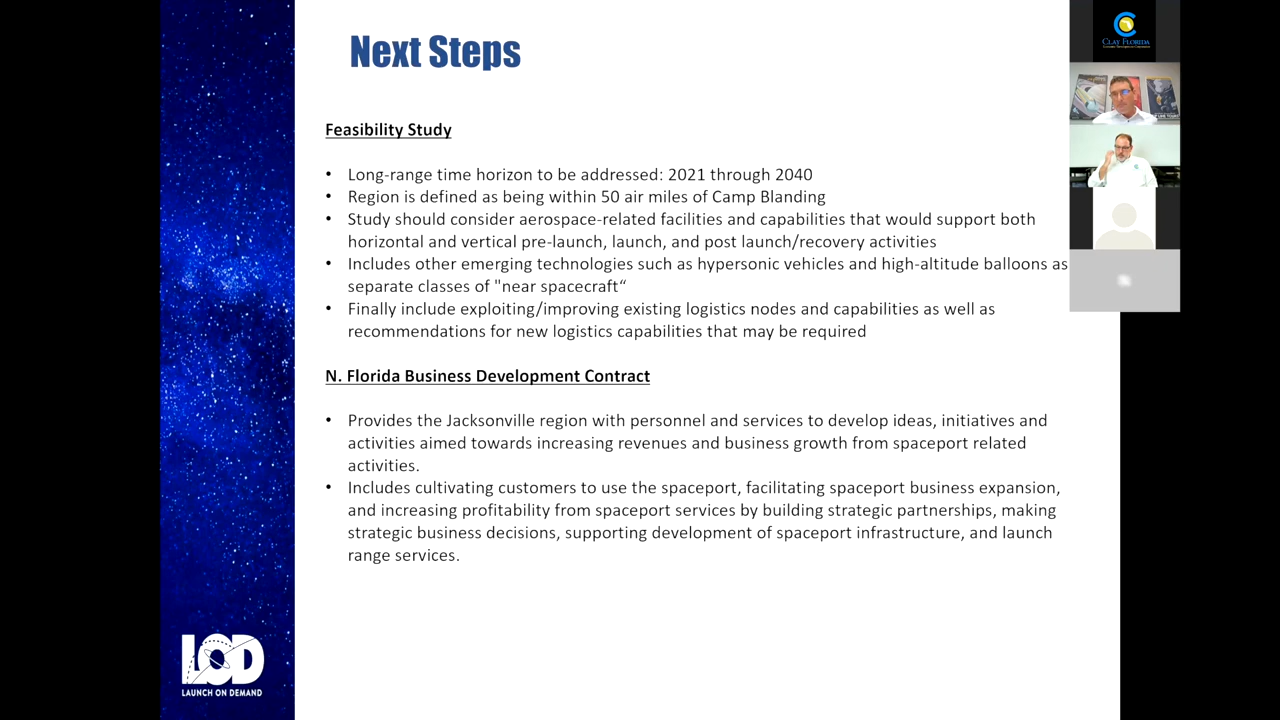 Next Steps
Feasibility Study
• Long-range time horizon to be addressed: 2021 through 2040
• Region is defined as being within 50 air miles of Camp Blanding
• Study should consider aerospace-related facilities and capabilities that would support both
horizontal and vertical pre-launch, launch, and post launch/recovery activities
• Includes other emerging technologies such as hypersonic vehicles and high-altitude balloons as
separate classes of "near spacecraft“
• Finally include exploiting/improving existing logistics nodes and capabilities as well as
recommendations for new logistics capabilities that may be required
N. Florida Business Development Contract
• Provides the Jacksonville region with personnel and services to develop ideas, initiatives and
activities aimed towards increasing revenues and business growth from spaceport related
activities.
• Includes cultivating customers to use the spaceport, facilitating spaceport business expansion,
and increasing profitability from spaceport services by building strategic partnerships, making
strategic business decisions, supporting development of spaceport infrastructure, and launch
range services.
LOD
LAUNCH ON DEMAND
CLAY FLORIDA